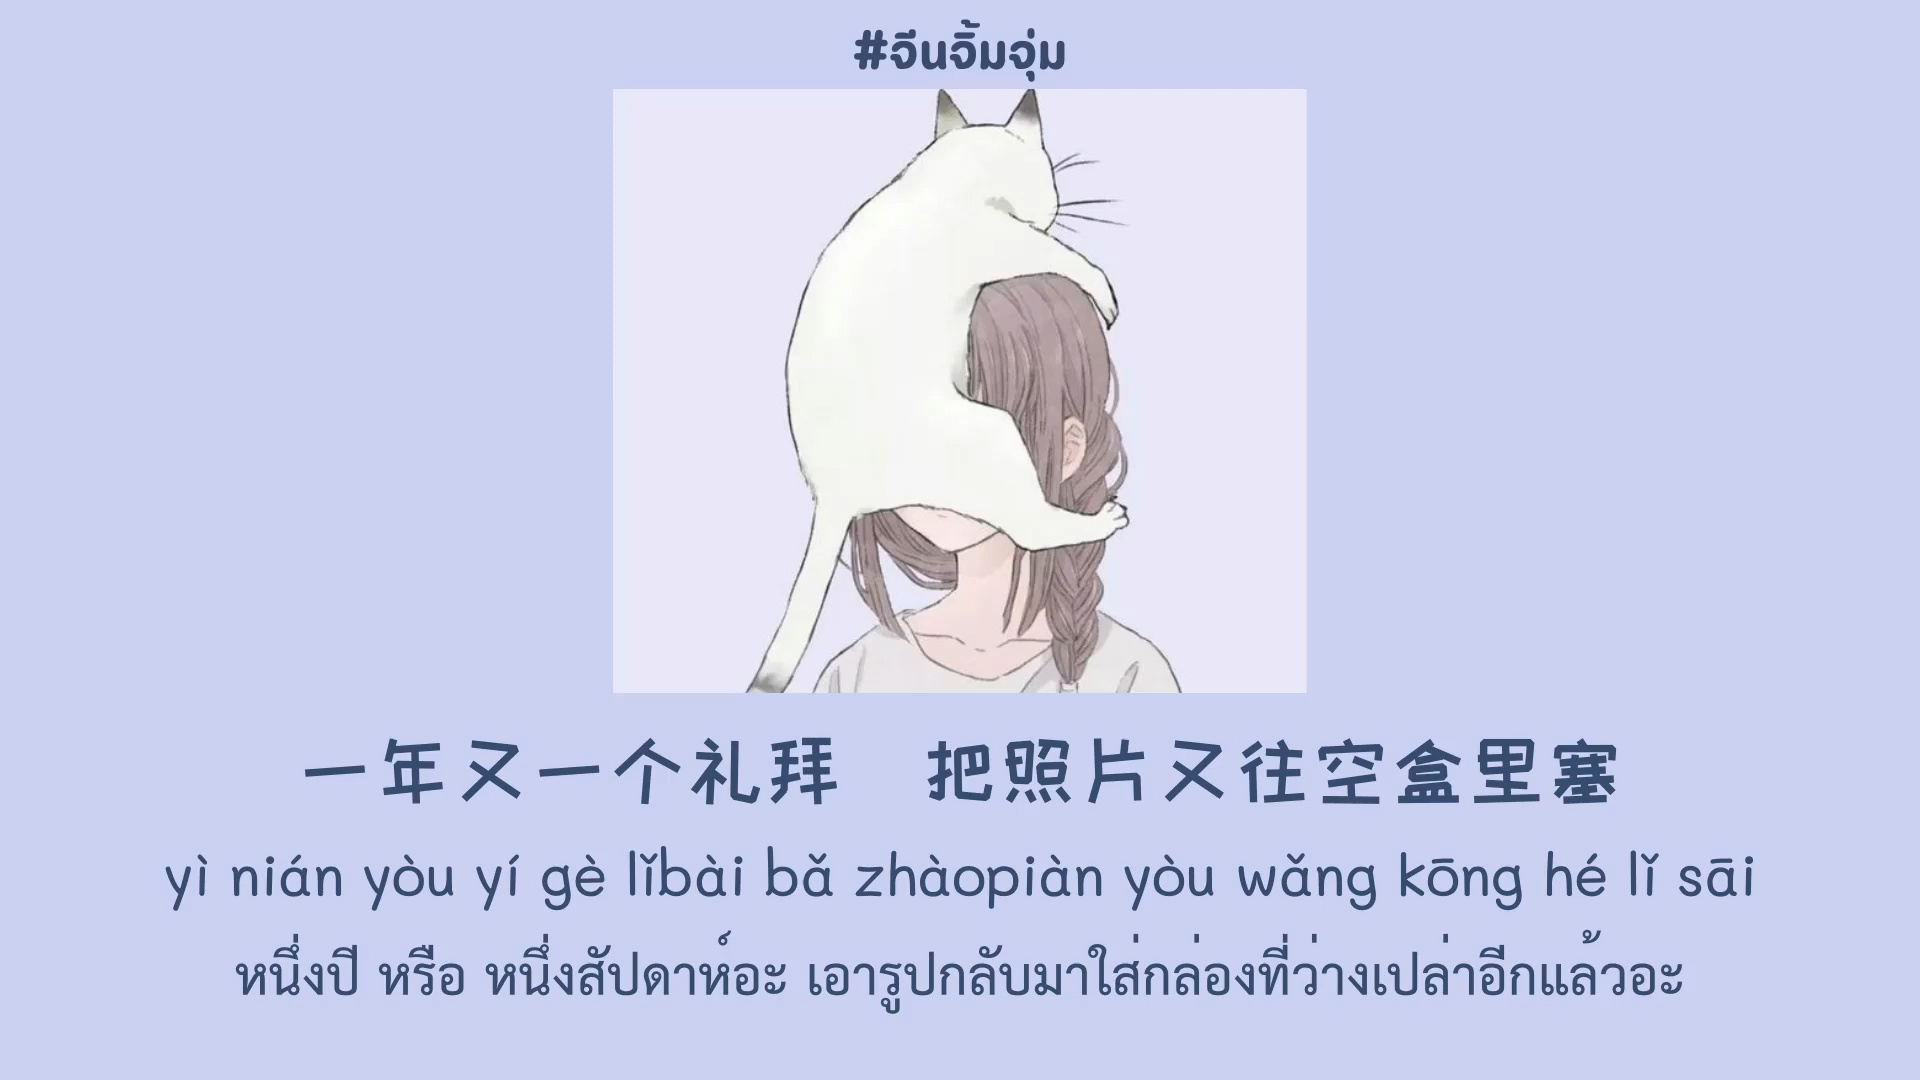 #จีนจิ้มจุ่ม
一年又一个礼拜　把照片又往空盒里塞
yì nián yòu yí gè lǐbài bǎ zhàopiàn yòu wǎng kōng hé lǐ sāi
หนึ่งปี หรือ หนึ่งสัปดาห์อะ เอารูปกลับมาใส่กล่องที่ว่างเปล่าอีกแล้วอะ